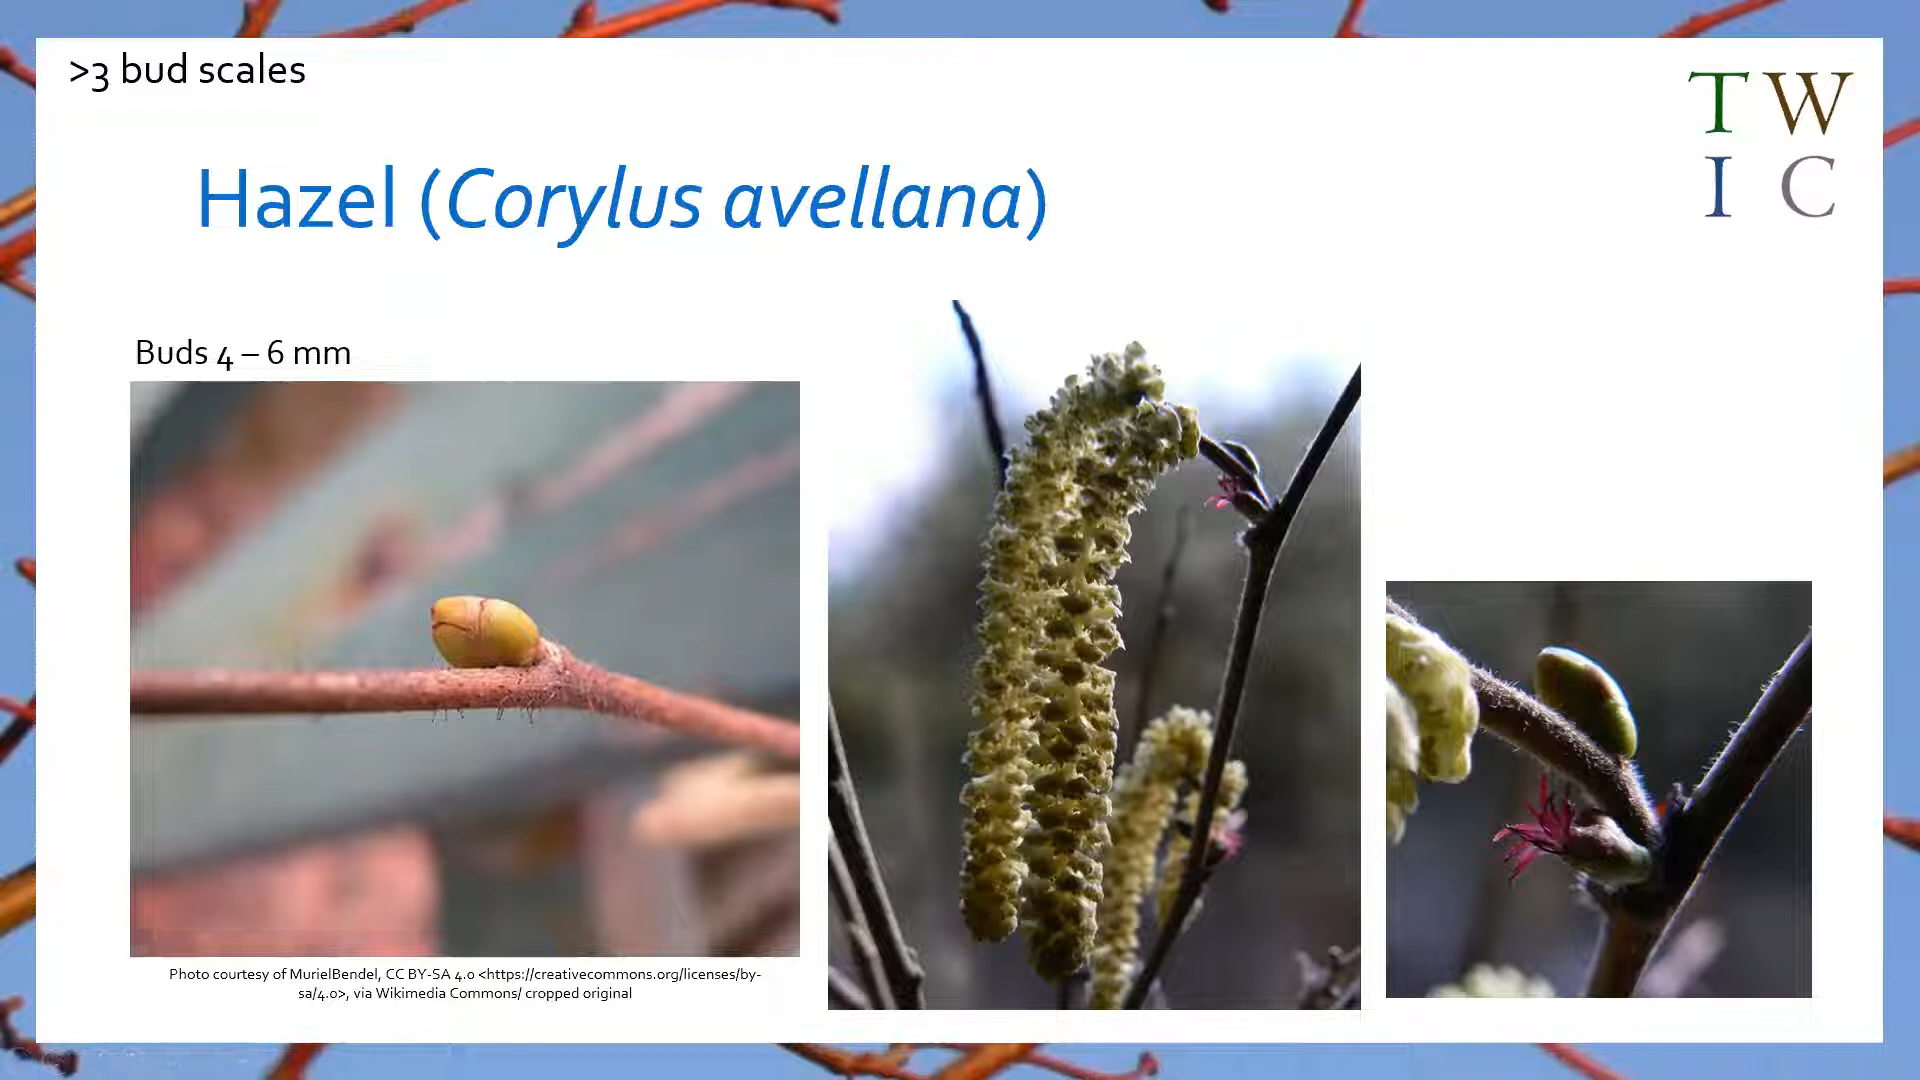 >3 bud scales
T W
I C
Hazel (Corylus avellana)
Buds 4 – 6 mm
Photo courtesy of MurielBendel, CC BY-SA 4.0 <https://creativecommons.org/licenses/by-
sa/4.0>, via Wikimedia Commons/ cropped original